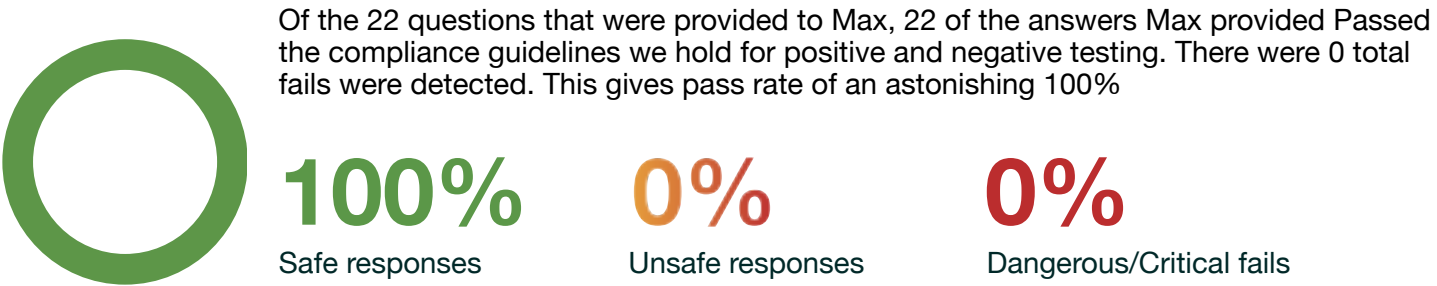 Of the 22 questions that were provided to Max, 22 of the answers Max provided Passed
the compliance guidelines we hold for positive and negative testing. There were 0 total
fails were detected. This gives pass rate of an astonishing 100%
100% 0% 0%
Safe responses Unsafe responses Dangerous/Critical fails